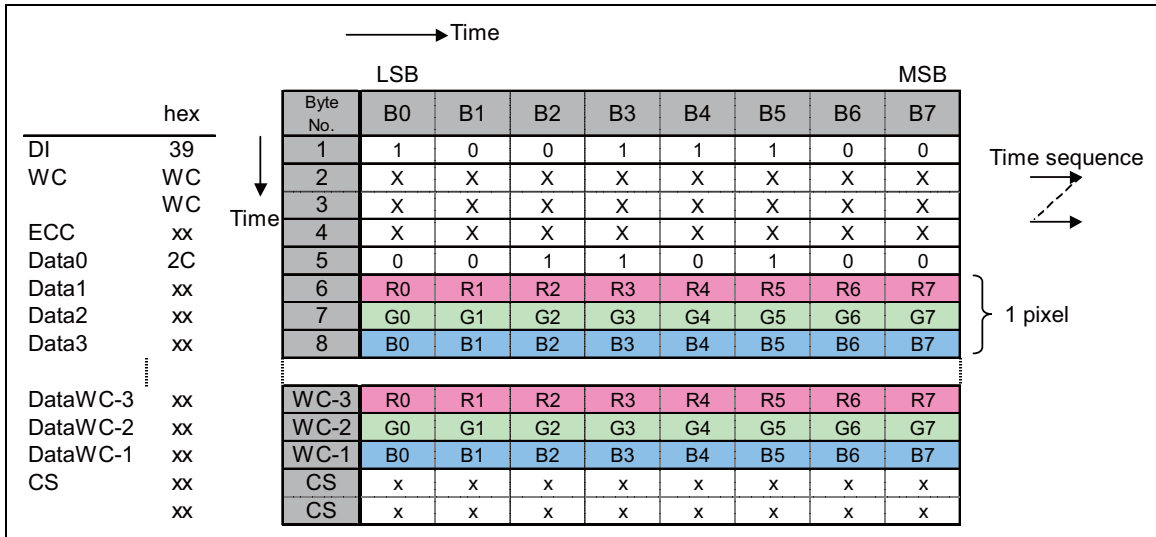 Time
LSB MSB
hex Byte No. B0 B1 B2 B3 B4 B5 B6 B7
DI 39 1 1 0 0 1 1 1 0 0
WC WC 2 X X X X X X X X
WC 3 X X X X X X X X
Time
ECC xx 4 X X X X X X X X
Data0 2C 5 0 0 1 1 0 1 0 0
Data1 xx 6 R0 R1 R2 R3 R4 R5 R6 R7
Data2 xx 7 G0 G1 G2 G3 G4 G5 G6 G7
Data3 xx 8 B0 B1 B2 B3 B4 B5 B6 B7
Time sequence
1 pixel
DataWC-3 xx WC-3 R0 R1 R2 R3 R4 R5 R6 R7
DataWC-2 xx WC-2 G0 G1 G2 G3 G4 G5 G6 G7
DataWC-1 xx WC-1 B0 B1 B2 B3 B4 B5 B6 B7
CS xx CS x x x x x x x x
xx CS x x x x x x x x